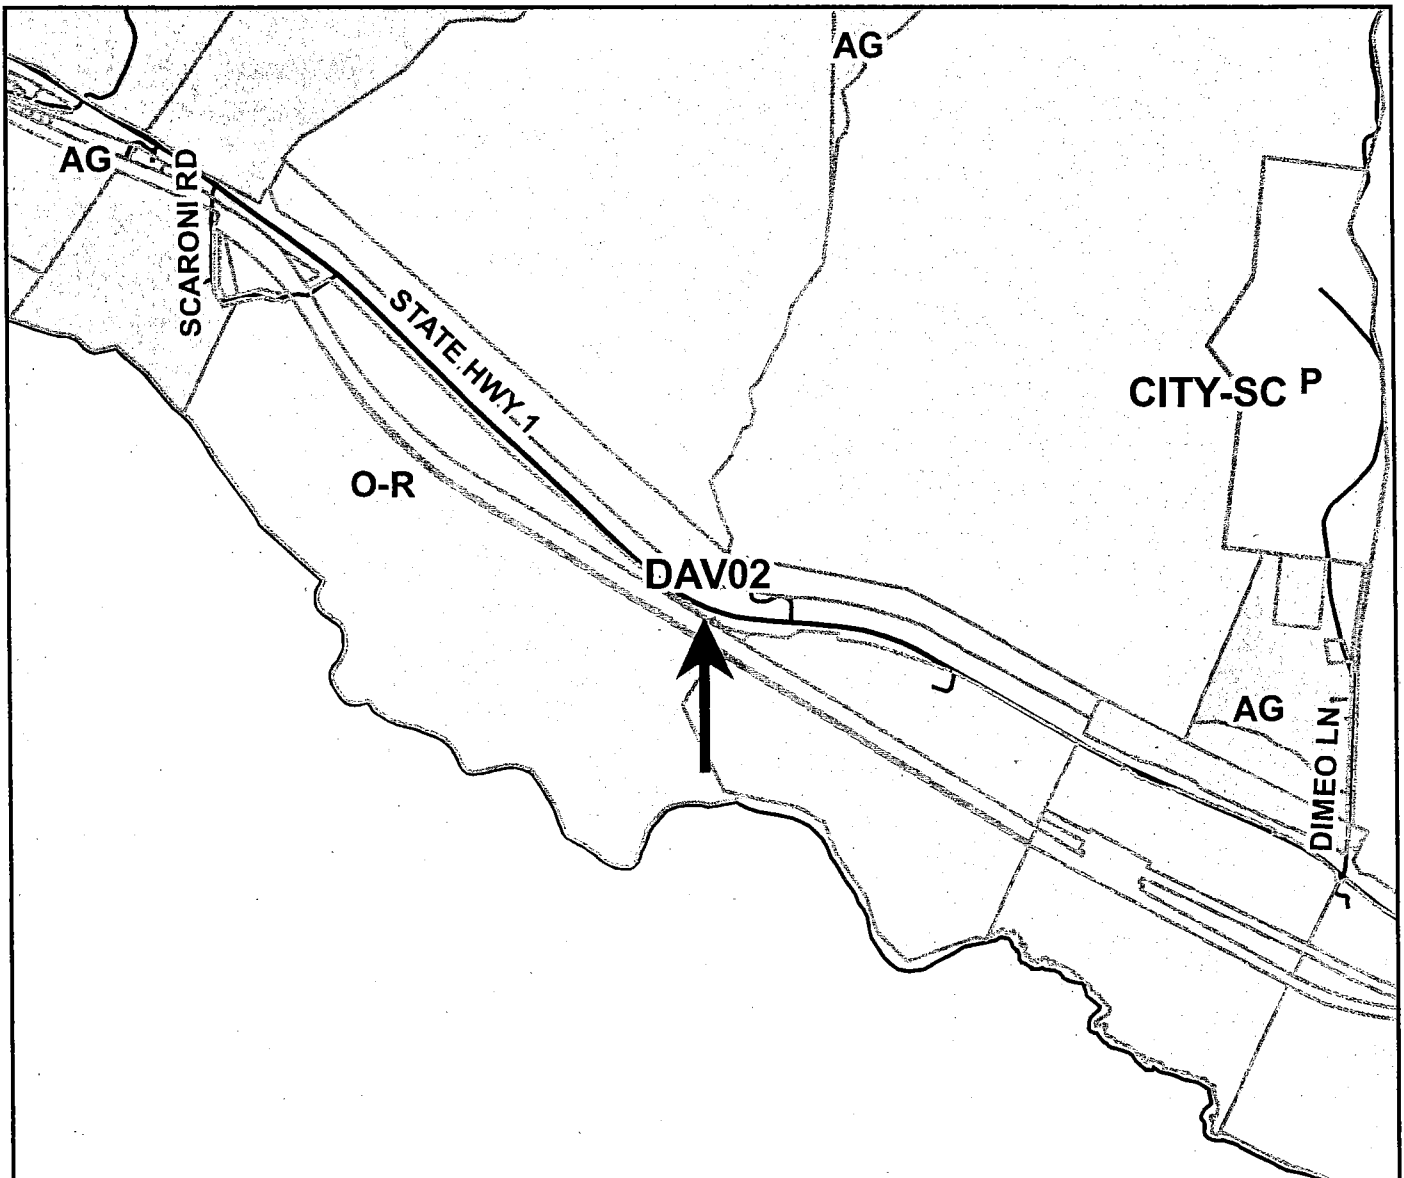 AG
AG
SCARONI RD
STATE HWY 1
CITY-SC P
O-R
DAV02
AG
DIMEO LN